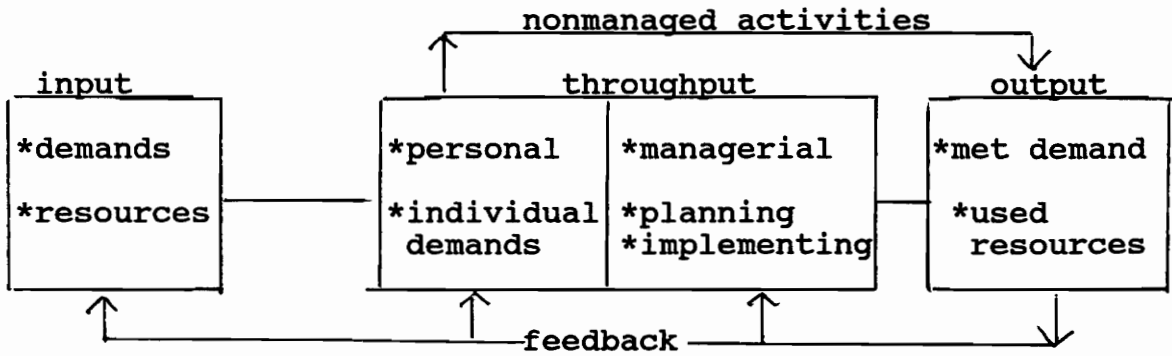 nonmanaged activities
input
throughput
output
*demands
*resources
*personal
*individual
demands
*managerial
*planning
*implementing
*met demand
*used
resources
feedback